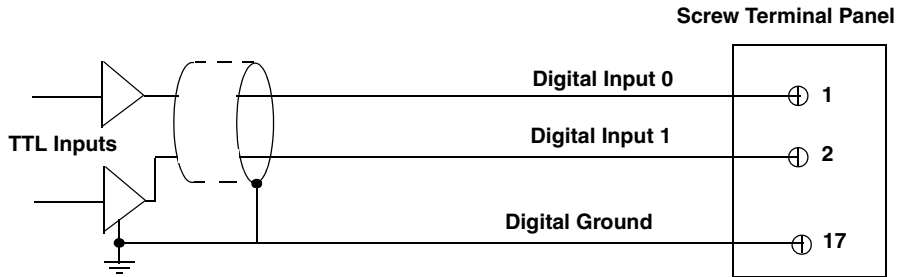 Screw Terminal Panel
Digital Input 0
1
TTL Inputs
Digital Input 1
2
Digital Ground
17